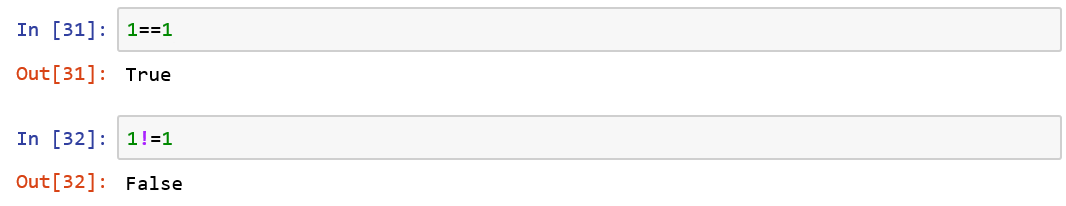 In [31]: 1==1
Out[31]: True
In [32]: 1!=1
Out[32]: False